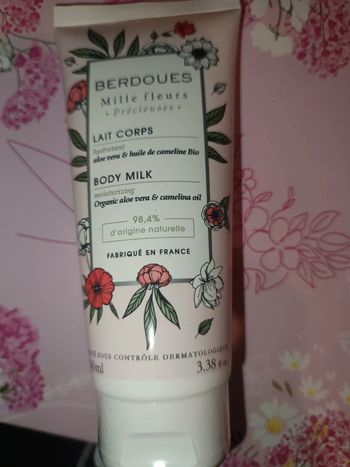 BERDOUES
Mille fleurs
Précieuses
LAIT CORPS
hydratant
aloe vera & huile de cameline Bio
BODY MILK
moisturizing
Organic aloe vera & camelina oil
98,4%
d'origine naturelle
FABRIQUÉ EN FRANCE
SOUS CONTRÔLE DERMATOLOGIQUE
3.38 fl